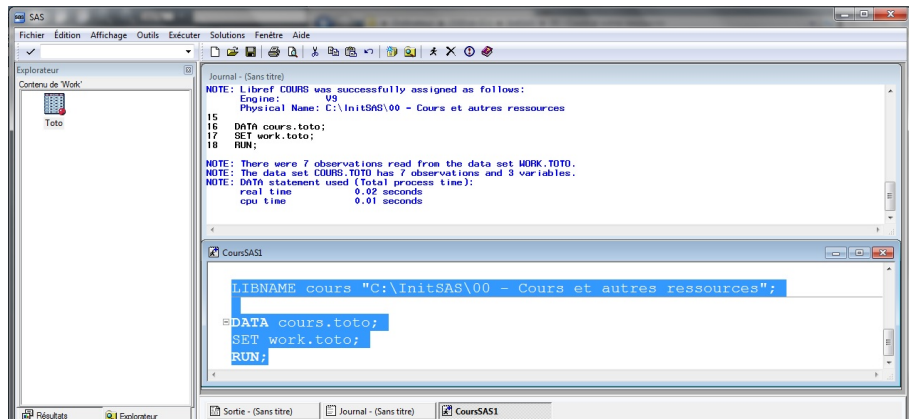 SAS
Fichier Édition Affichage Outils Exécuter Solutions Fenêtre Aide
Explorateur
Contenu de 'Work'
Toto
Journal - (Sans titre)
NOTE: Libref COURS was successfully assigned as follows:
Engine: V9
Physical Name: C:\InitSAS\00 - Cours et autres ressources
15
16 DATA cours.toto;
17 SET work.toto;
18 RUN;
NOTE: There were 7 observations read from the data set WORK.TOTO.
NOTE: The data set COURS.TOTO has 7 observations and 3 variables.
NOTE: DATA statement used (Total process time):
real time 0.02 seconds
cpu time 0.01 seconds
CoursSAS1
LIBNAME cours "C:\InitSAS\00 - Cours et autres ressources";
DATA cours.toto;
SET work.toto;
RUN;
Résultats Explorateur Sortie - (Sans titre) Journal - (Sans titre) CoursSAS1